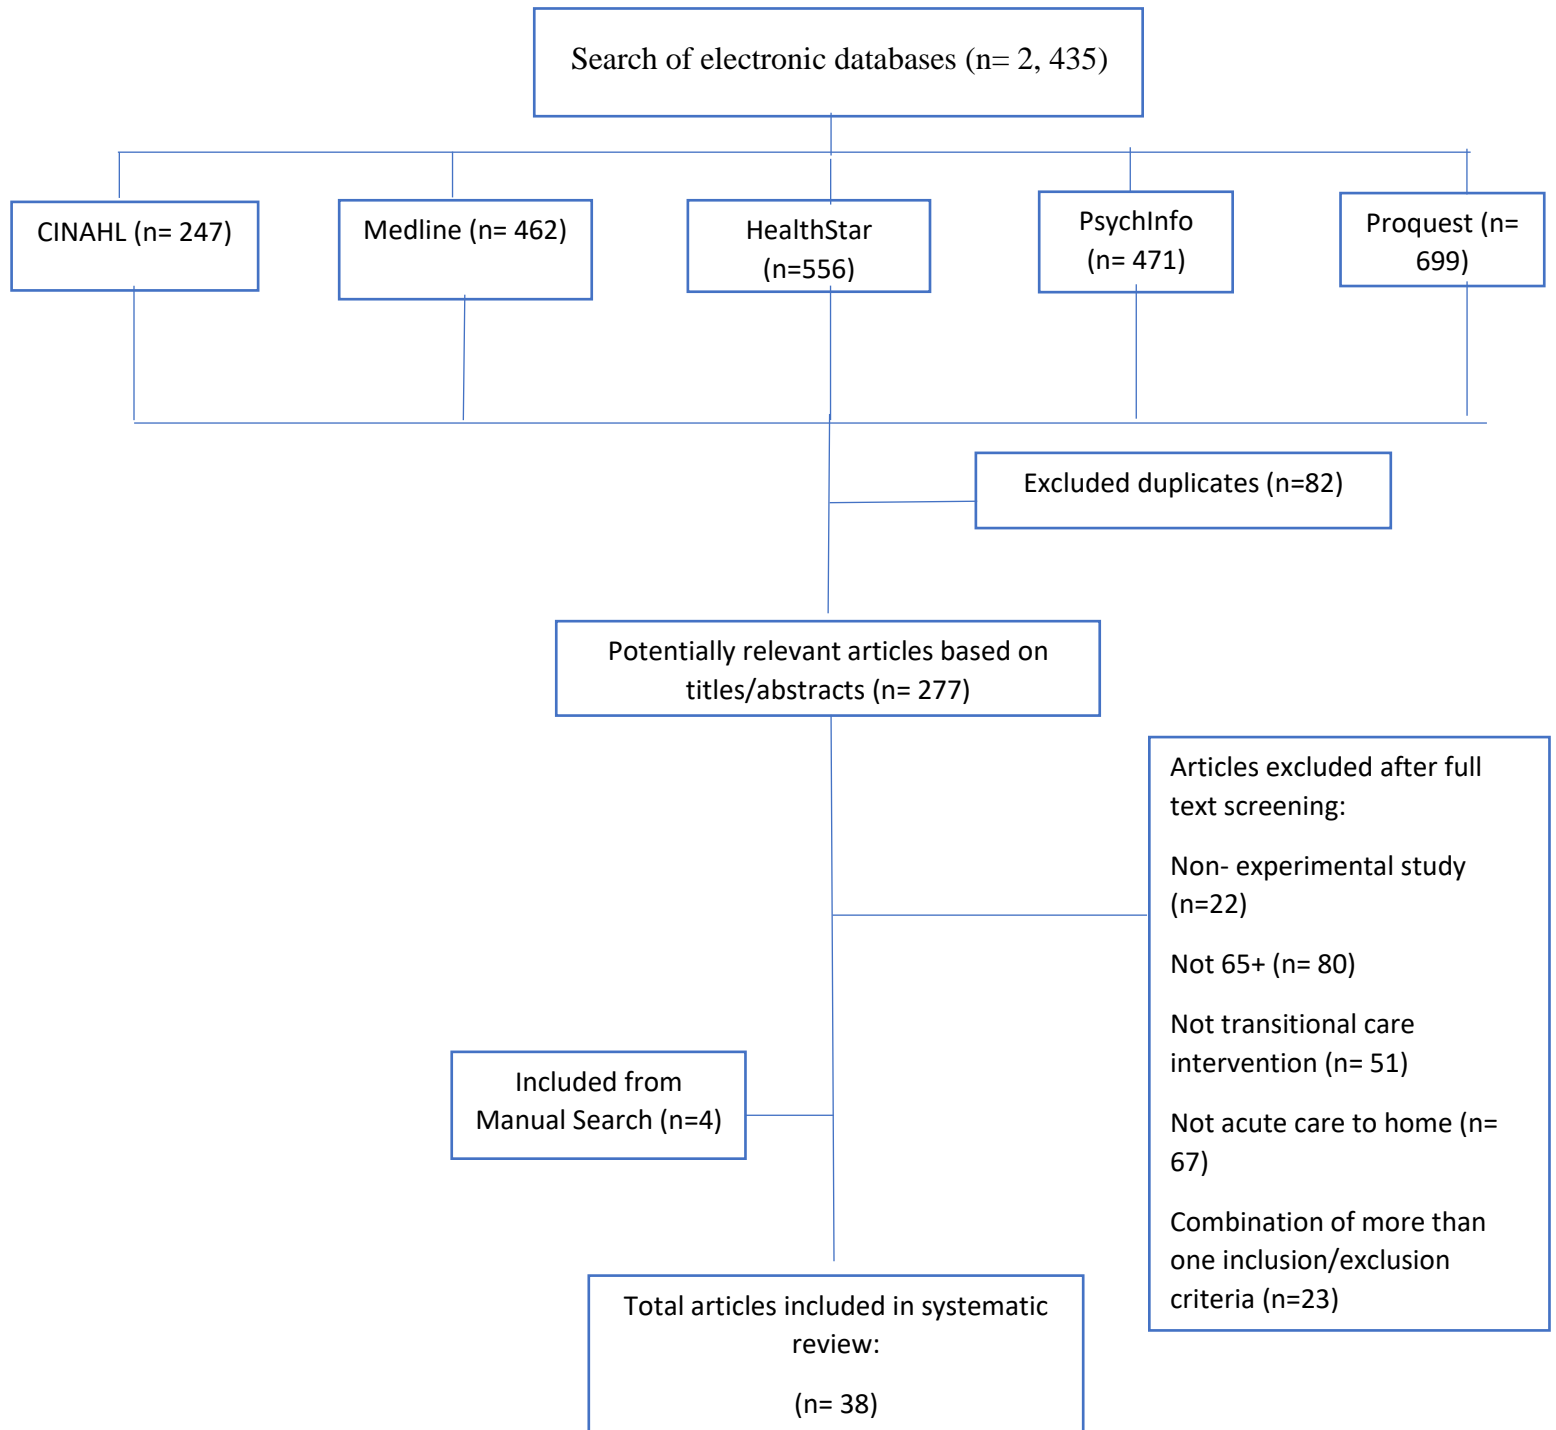 Search of electronic databases (n= 2, 435)
CINAHL (n= 247)
Medline (n= 462)
HealthStar
(n=556)
PsychInfo
(n= 471)
Proquest (n=
699)
Excluded duplicates (n=82)
Potentially relevant articles based on
titles/abstracts (n= 277)
Articles excluded after full
text screening:
Non- experimental study
(n=22)
Not 65+ (n= 80)
Not transitional care
intervention (n= 51)
Not acute care to home (n=
67)
Combination of more than
one inclusion/exclusion
criteria (n=23)
Included from
Manual Search (n=4)
Total articles included in systematic
review:
(n= 38)